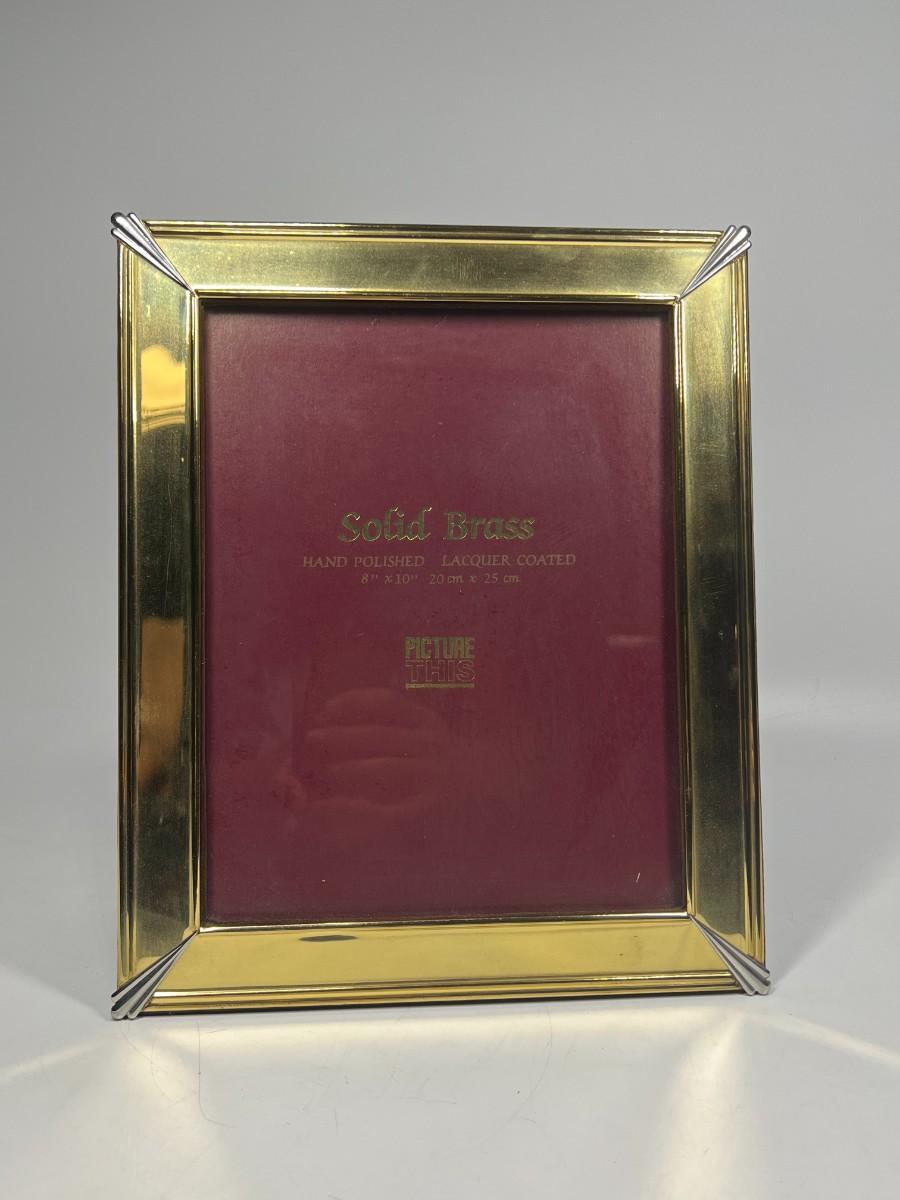 Solid Brass
HAND POLISHED LACQUER COATED
8" x 10" 20 cm x 25 cm
PICTURE
THIS